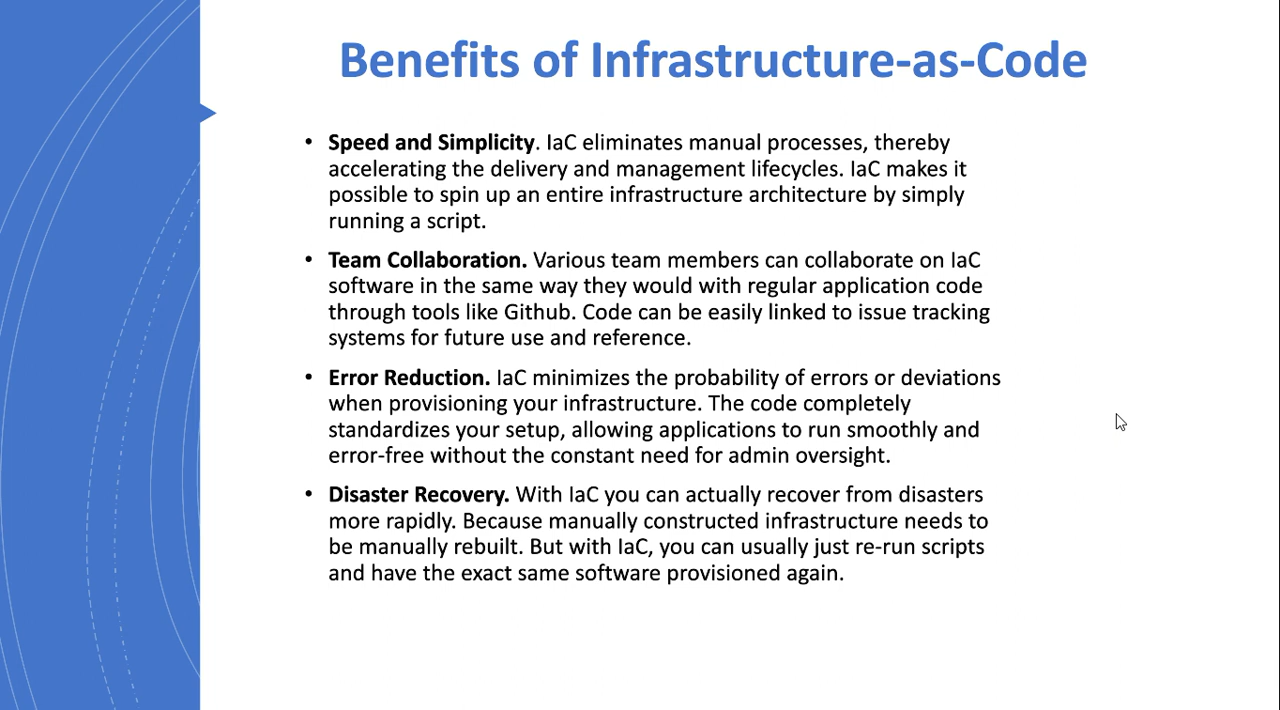 Benefits of Infrastructure-as-Code
• Speed and Simplicity. IaC eliminates manual processes, thereby
accelerating the delivery and management lifecycles. IaC makes it
possible to spin up an entire infrastructure architecture by simply
running a script.
• Team Collaboration. Various team members can collaborate on IaC
software in the same way they would with regular application code
through tools like Github. Code can be easily linked to issue tracking
systems for future use and reference.
• Error Reduction. IaC minimizes the probability of errors or deviations
when provisioning your infrastructure. The code completely
standardizes your setup, allowing applications to run smoothly and
error-free without the constant need for admin oversight.
• Disaster Recovery. With IaC you can actually recover from disasters
more rapidly. Because manually constructed infrastructure needs to
be manually rebuilt. But with IaC, you can usually just re-run scripts
and have the exact same software provisioned again.